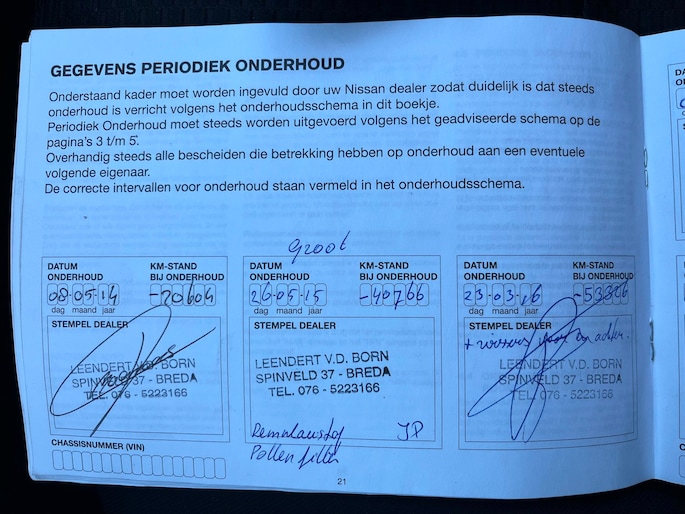 GEGEVENS PERIODIEK ONDERHOUD
Onderstaand kader moet worden ingevuld door uw Nissan dealer zodat duidelijk is dat steeds
onderhoud is verricht volgens het onderhoudsschema in dit boekje.
Periodiek Onderhoud moet steeds worden uitgevoerd volgens het geadviseerde schema op de
pagina's 3 t/m 5.
Overhandig steeds alle bescheiden die betrekking hebben op onderhoud aan een eventuele
volgende eigenaar.
De correcte intervallen voor onderhoud staan vermeld in het onderhoudsschema.
DATUM
ONDERHOUD
KM-STAND
BIJ ONDERHOUD
08.05.14
-20604
dag maand jaar
STEMPEL DEALER
LEENDERT V.D. BORN
SPINVELD 37 - BREDA
TEL. 076 - 5223166
CHASSISNUMMER (VIN)
groot
DATUM
ONDERHOUD
KM-STAND
BIJ ONDERHOUD
26.05.15
-40766
dag maand jaar
STEMPEL DEALER
LEENDERT V.D. BORN
SPINVELD 37 - BREDA
TEL. 076 - 5223166
JP
Pollen filter
DATUM
ONDERHOUD
KM-STAND
BIJ ONDERHOUD
23.03.16
dag maand jaar
STEMPEL DEALER
+ wissers achter.
LEENDERT V.D. BORN
SPINVELD 37 - BREDA
TEL. 076 - 5223166
21